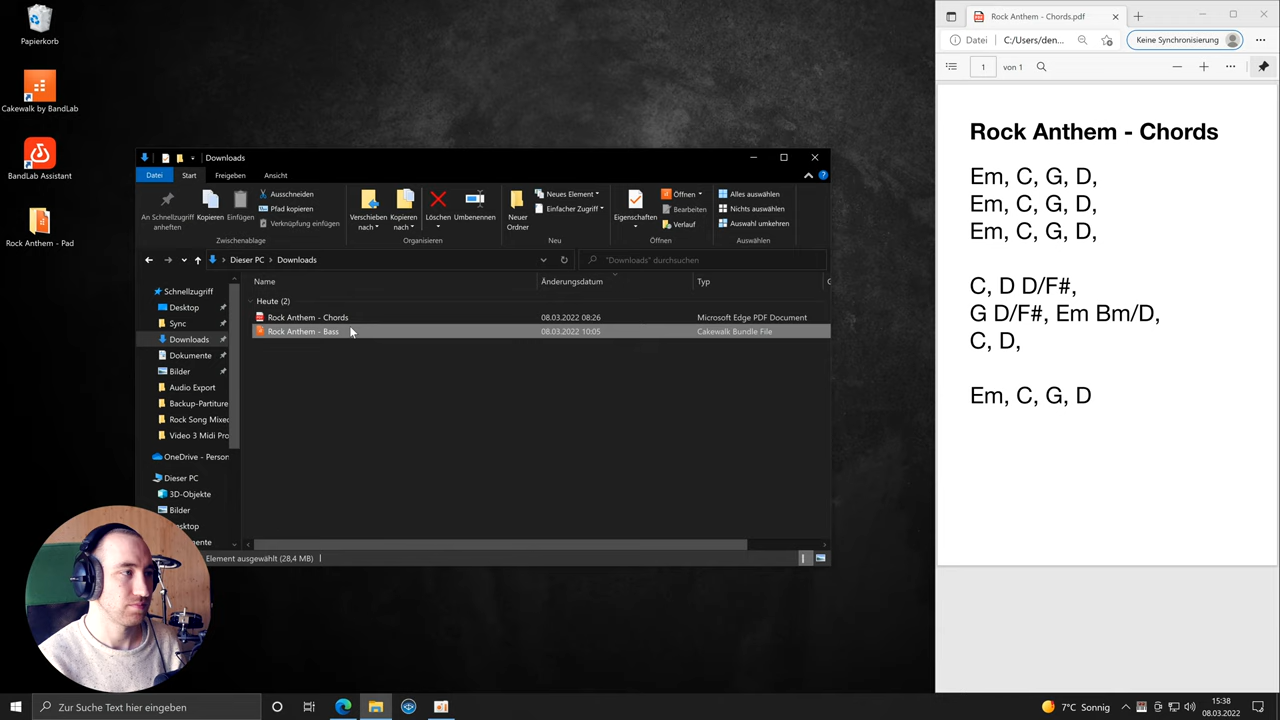 Papierkorb
Cakewalk by BandLab
BandLab Assistant
Rock Anthem - Pad
Downloads
Datei
Start
Freigeben
Ansicht
An Schnellzugriff anheften
Kopieren
Einfügen
Ausschneiden
Pfad kopieren
Verknüpfung einfügen
Zwischenablage
Verschieben nach
Kopieren nach
Löschen
Umbenennen
Organisieren
Neuer Ordner
Neues Element
Einfacher Zugriff
Neu
Eigenschaften
Öffnen
Bearbeiten
Verlauf
Öffnen
Alles auswählen
Nichts auswählen
Auswahl umkehren
Auswählen
Dieser PC > Downloads
"Downloads" durchsuchen
Name
Änderungsdatum
Typ
Heute (2)
Rock Anthem - Chords 08.03.2022 08:26 Microsoft Edge PDF Document
Rock Anthem - Bass 08.03.2022 10:05 Cakewalk Bundle File
Schnellzugriff
Desktop
Sync
Downloads
Dokumente
Bilder
Audio Export
Backup-Partiture
Rock Song Mixed
Video 3 Midi Pro
OneDrive - Person
Dieser PC
3D-Objekte
Bilder
Element ausgewählt (28,4 MB)
Rock Anthem - Chords.pdf
Datei
C:/Users/den...
Keine Synchronisierung
1 von 1
Rock Anthem - Chords
Em, C, G, D,
Em, C, G, D,
Em, C, G, D,
C, D D/F#,
G D/F#, Em Bm/D,
C, D,
Em, C, G, D
Zur Suche Text hier eingeben
7°C Sonnig
15:38
08.03.2022